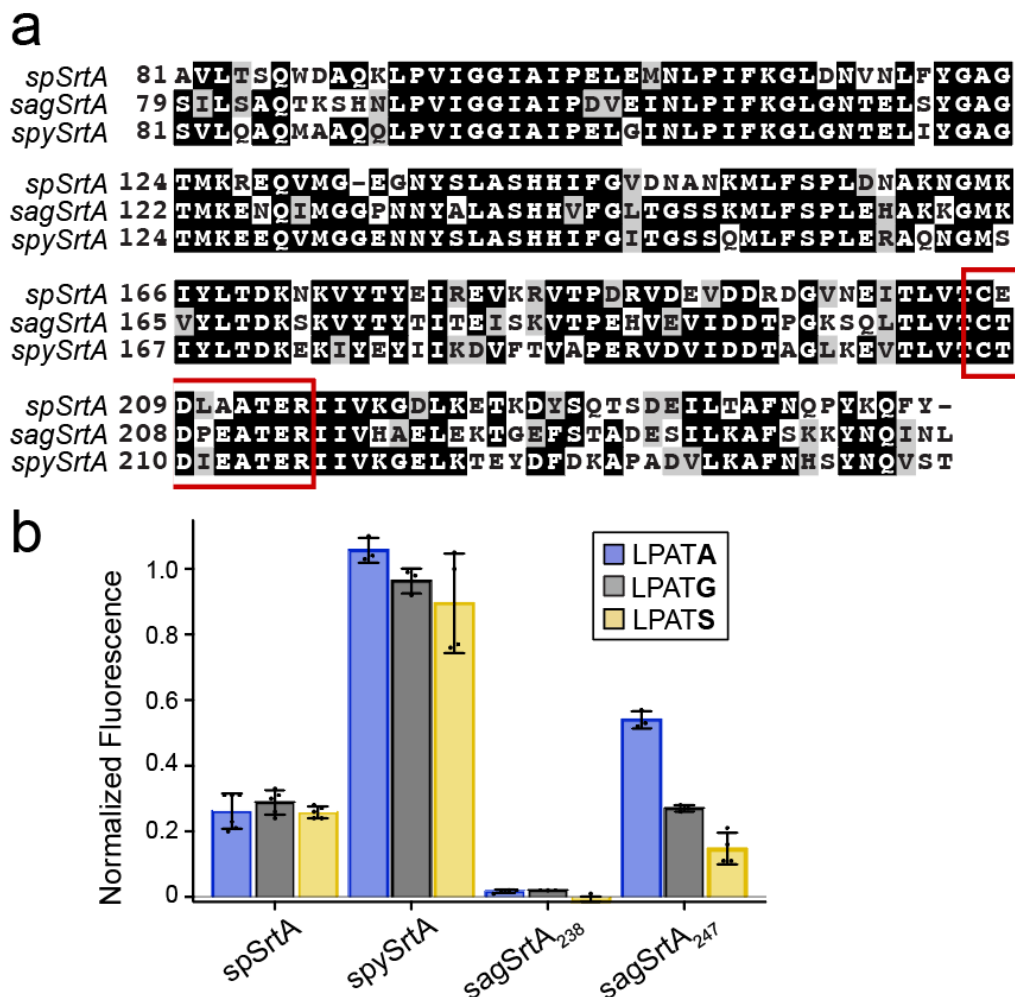 a
spSrtA 81 AVLTSQWDAQKLPVIGGIAIPELEMNLPIFKGLDNVNLFYGAG
sagSrtA 79 SILSAQTKSHNLPVIGGIAIPDVEINLPIFKGLGNTELSYGAG
spySrtA 81 SVLQAQMAAQQLPVIGGIAIPELGINLPIFKGLGNTELIYGAG
spSrtA 124 TMKREQVMG-EGNYSLASHHIFGVDNANKMLFSPLDNAKNGMK
sagSrtA 122 TMKENQIMGGPNNYALASHHVFGLTGSSKMLFSPLEHAKKGMK
spySrtA 124 TMKEEQVMGGENNYSLASHHIFGITGSSQMLFSPLERAQNGMS
spSrtA 166 IYLTDKNKVYTYEIREVKRVTPDRVDEVDDRDGVNEITLVTCE
sagSrtA 165 VYLTDKSKVYTYTITEISKVTPEHVEVIDDTPGKSQLTLVTCT
spySrtA 167 IYLTDKEKIYEYIIKDVFTVAPERVDVIDDTAGLKEVTLVTCT
spSrtA 209 DLAATERIIVKGDLKETKDYSQTSDEILTAFNQPYKQFY-
sagSrtA 208 DPEATERIIVHAELEKTGEFSTADESILKAFSKKYNQINL
spySrtA 210 DIEATERIIVKGELKTEYDFDKAPADVLKAFNHSYNQVST
b
Normalized Fluorescence
1.0
0.8
0.6
0.4
0.2
0
LPATA
LPATG
LPATS
spSrtA spySrtA sagSrtA238 sagSrtA247